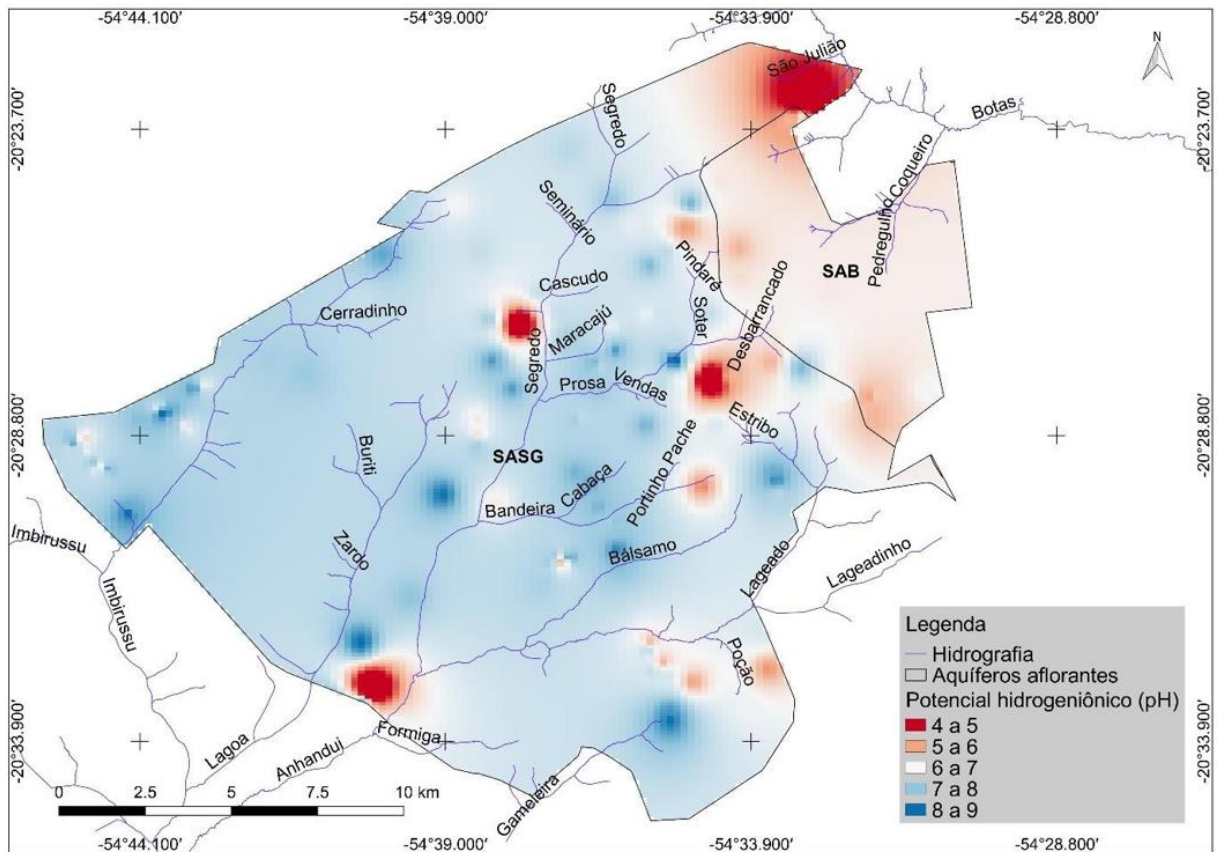 -54°44.100'
-54°39.000'
-54°33.900'
-54°28.800'
N
São Julião
-20°23.700'
-20°23.700'
Segredo
Botas
Coqueiro
Seminário
Pedregulho
Pindaré
SAB
Cascudo
Cerradinho
Soter
Desbarrancado
Maracajú
Segredo
Prosa
Vendas
-20°28.800'
-20°28.800'
Estribo
Buriti
SASG
Portinho Pache
Cabaça
Bandeira
Imbirussu
Zardo
Bálsamo
Lageado
Lageadinho
Imbirussu
Poção
Legenda
Hidrografia
Aquíferos aflorantes
Potencial hidrogeniônico (pH)
4 a 5
5 a 6
6 a 7
7 a 8
8 a 9
-20°33.900'
-20°33.900'
Formiga
Lagoa
Anhanduj
Gameleira
0 2.5 5 7.5 10 km
-54°44.100'
-54°39.000'
-54°33.900'
-54°28.800'